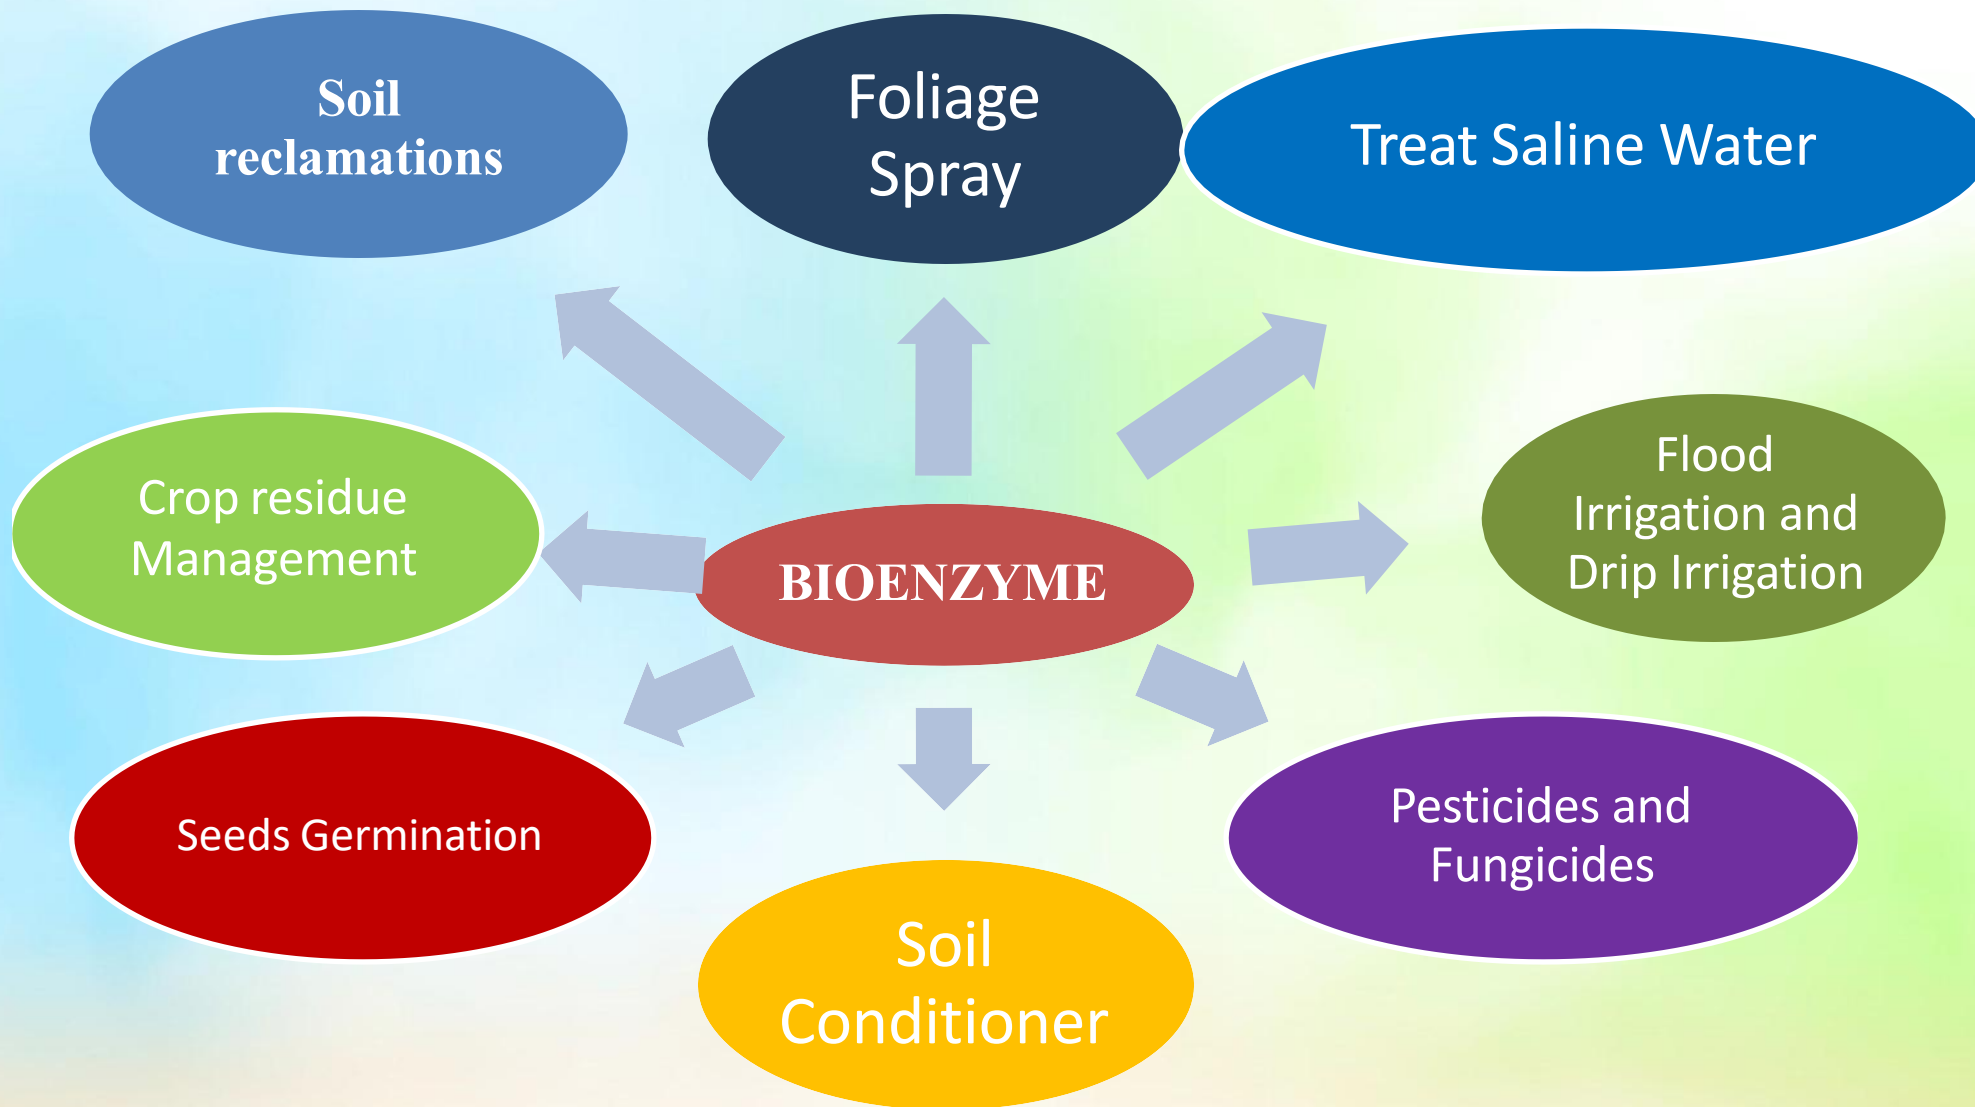 Soil
reclamations
Foliage
Spray
Treat Saline Water
Crop residue
Management
BIOENZYME
Flood
Irrigation and
Drip Irrigation
Seeds Germination
Soil
Conditioner
Pesticides and
Fungicides